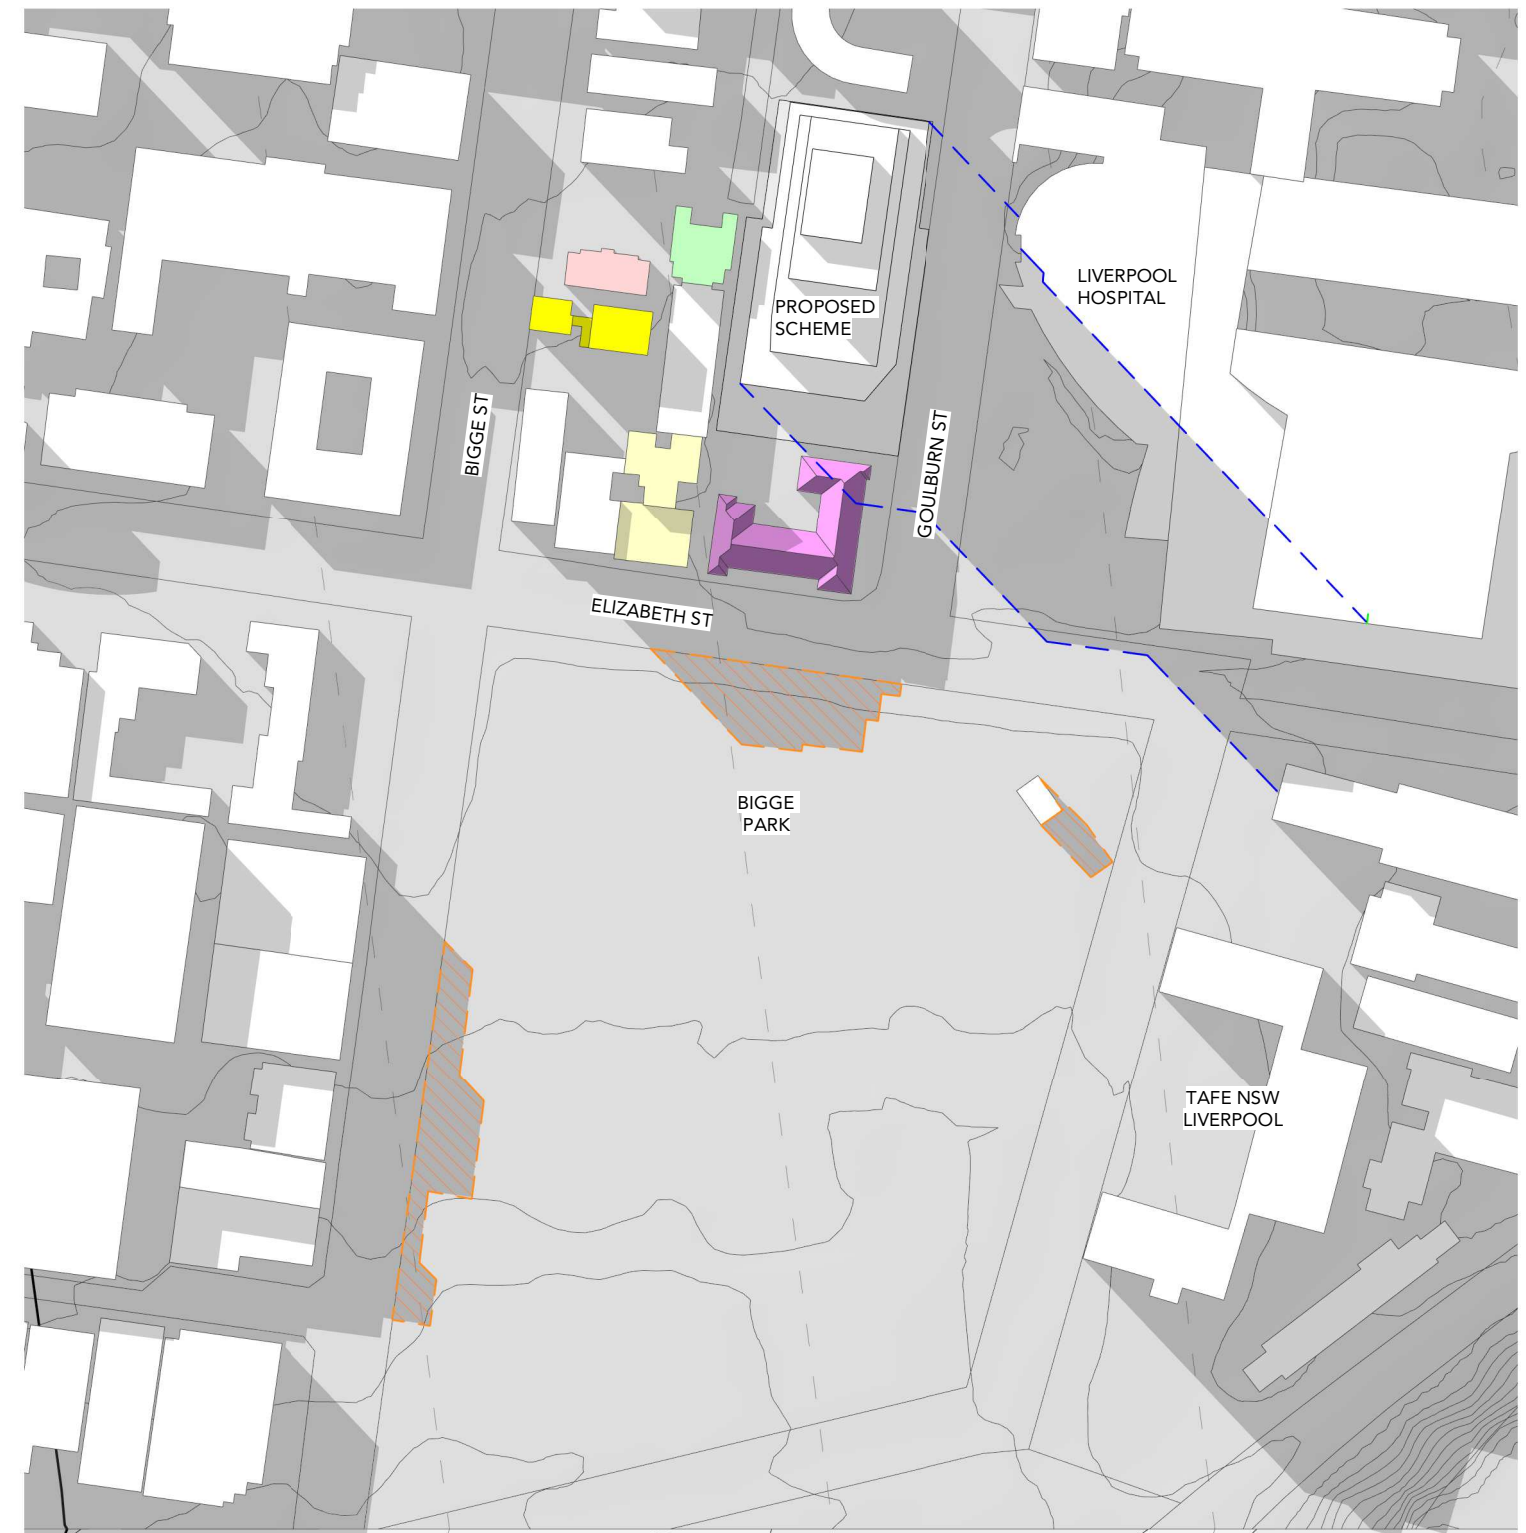 LIVERPOOL
HOSPITAL
PROPOSED
SCHEME
BIGGE ST
GOULBURN ST
ELIZABETH ST
BIGGE
PARK
TAFE NSW
LIVERPOOL